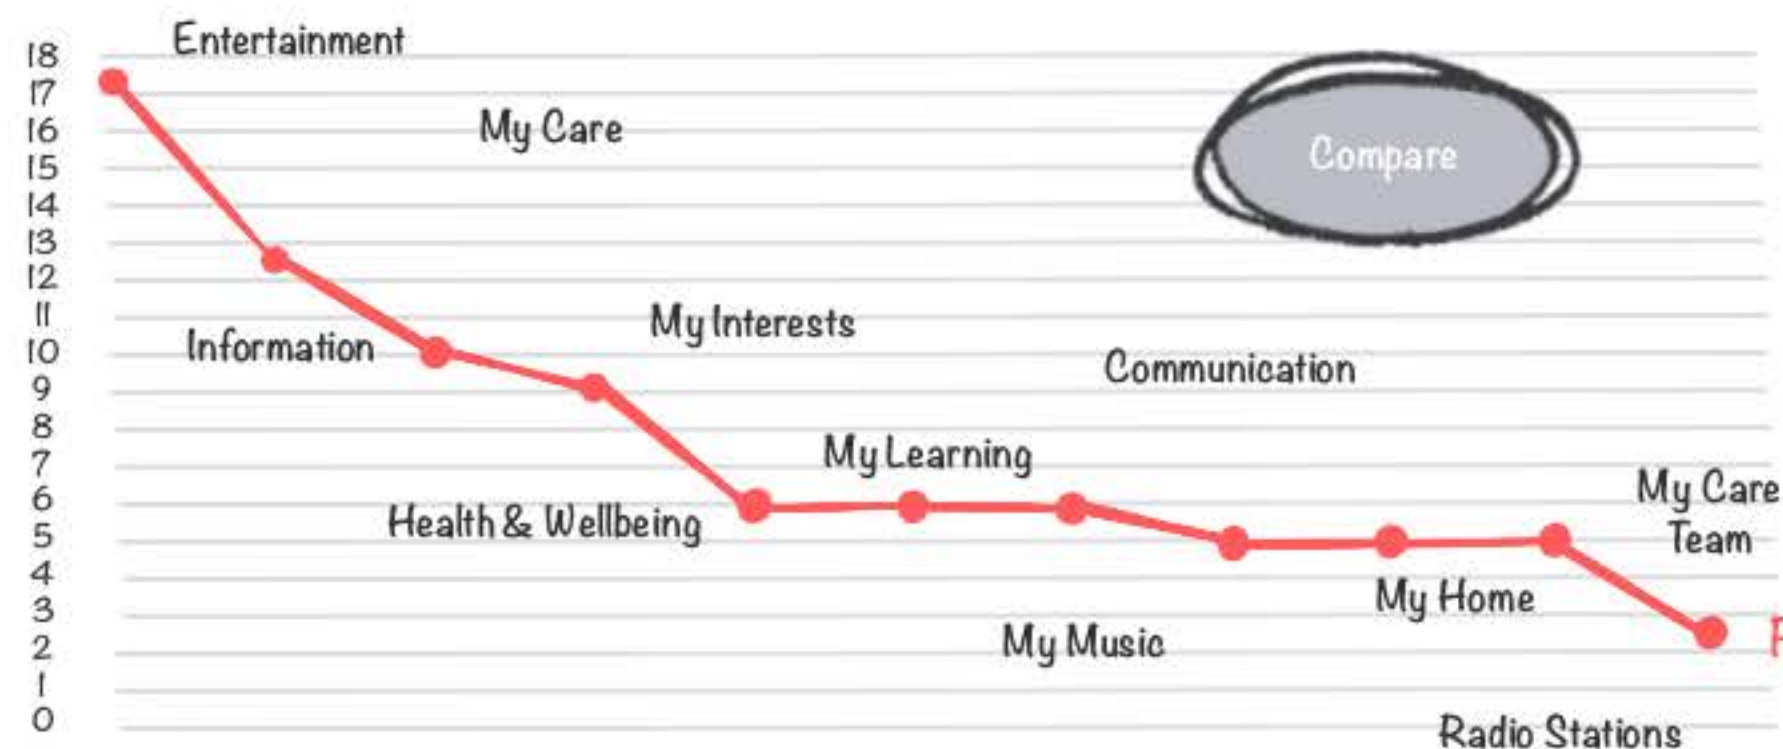 Entertainment
18
17
My Care
16
Compare
15
14
13
12
11
My Interests
Information
10
Communication
9
8
My Learning
7
My Care
6
Health & Wellbeing
Team
5
4
My Home
3
My Music
2
1
0
Radio Stations